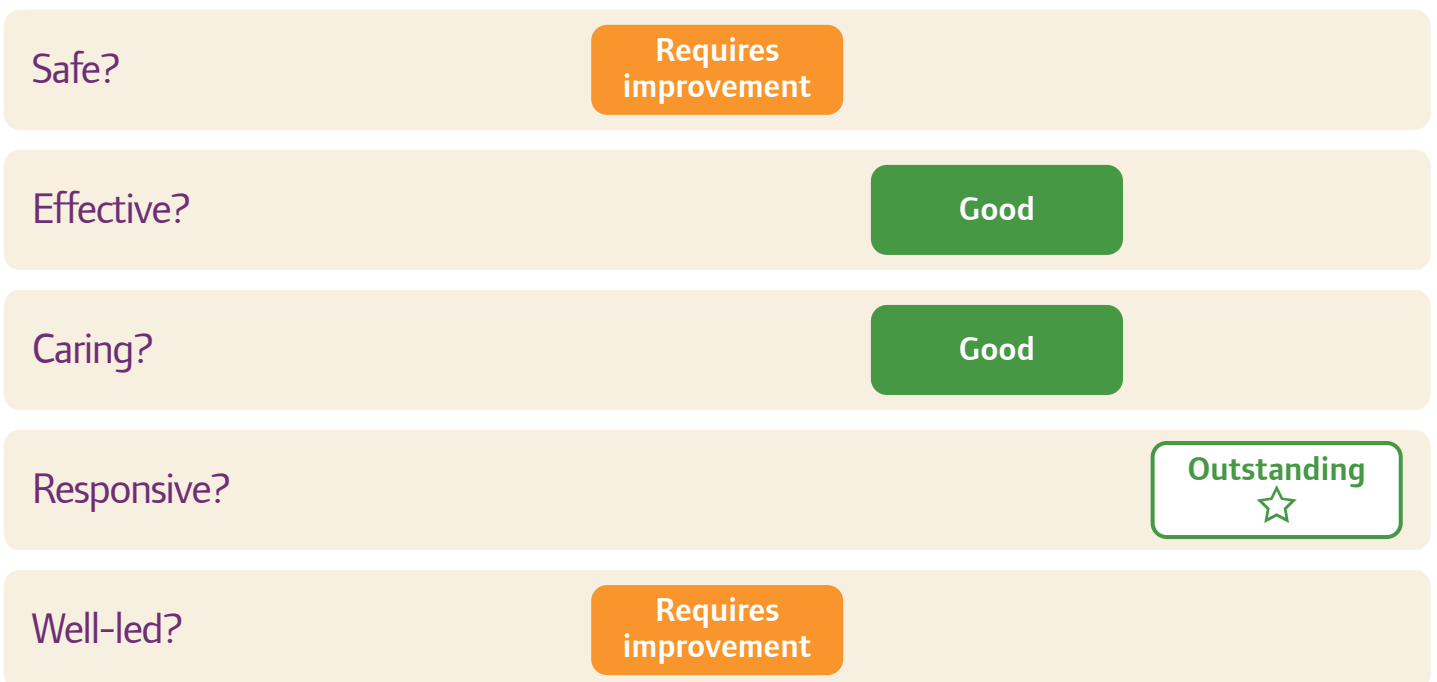 Safe?
Requires
improvement
Effective?
Good
Caring?
Good
Responsive?
Outstanding
Well-led?
Requires
improvement